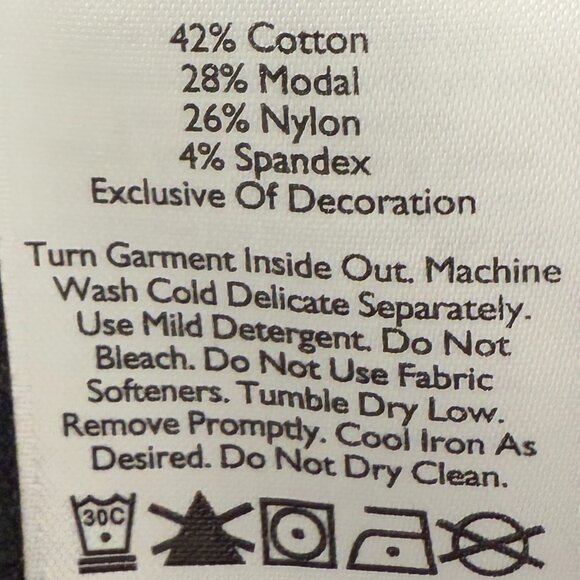 42% Cotton
28% Modal
26% Nylon
4% Spandex
Exclusive Of Decoration
Turn Garment Inside Out. Machine
Wash Cold Delicate Separately.
Use Mild Detergent. Do Not
Bleach. Do Not Use Fabric
Softeners. Tumble Dry Low.
Remove Promptly. Cool Iron As
Desired. Do Not Dry Clean.
30C